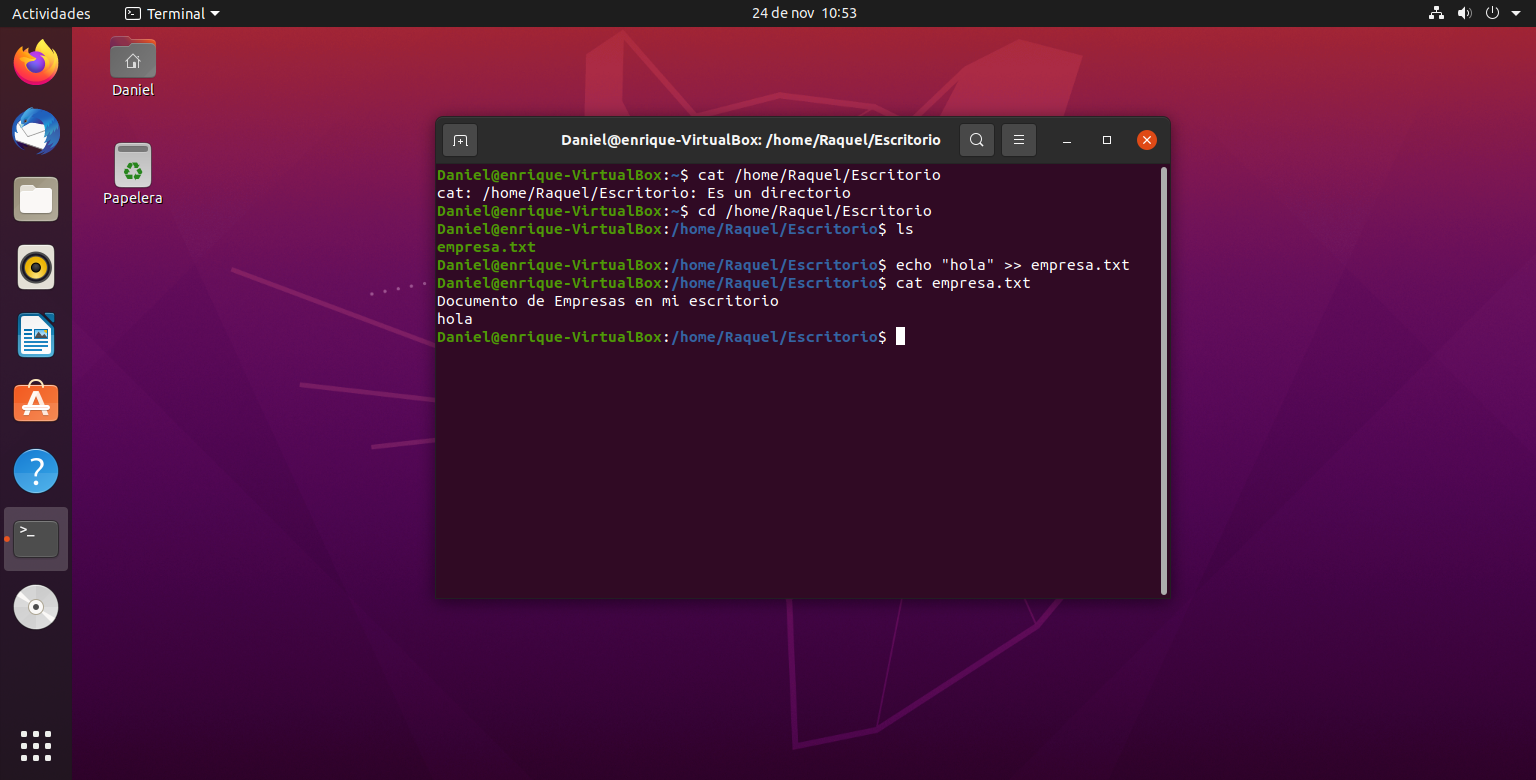 Actividades
Terminal
24 de nov 10:53
Daniel
Papelera
Daniel@enrique-VirtualBox: /home/Raquel/Escritorio
Daniel@enrique-VirtualBox:~$ cat /home/Raquel/Escritorio
cat: /home/Raquel/Escritorio: Es un directorio
Daniel@enrique-VirtualBox:~$ cd /home/Raquel/Escritorio
Daniel@enrique-VirtualBox:/home/Raquel/Escritorio$ ls
empresa.txt
Daniel@enrique-VirtualBox:/home/Raquel/Escritorio$ echo "hola" >> empresa.txt
Daniel@enrique-VirtualBox:/home/Raquel/Escritorio$ cat empresa.txt
Documento de Empresas en mi escritorio
hola
Daniel@enrique-VirtualBox:/home/Raquel/Escritorio$